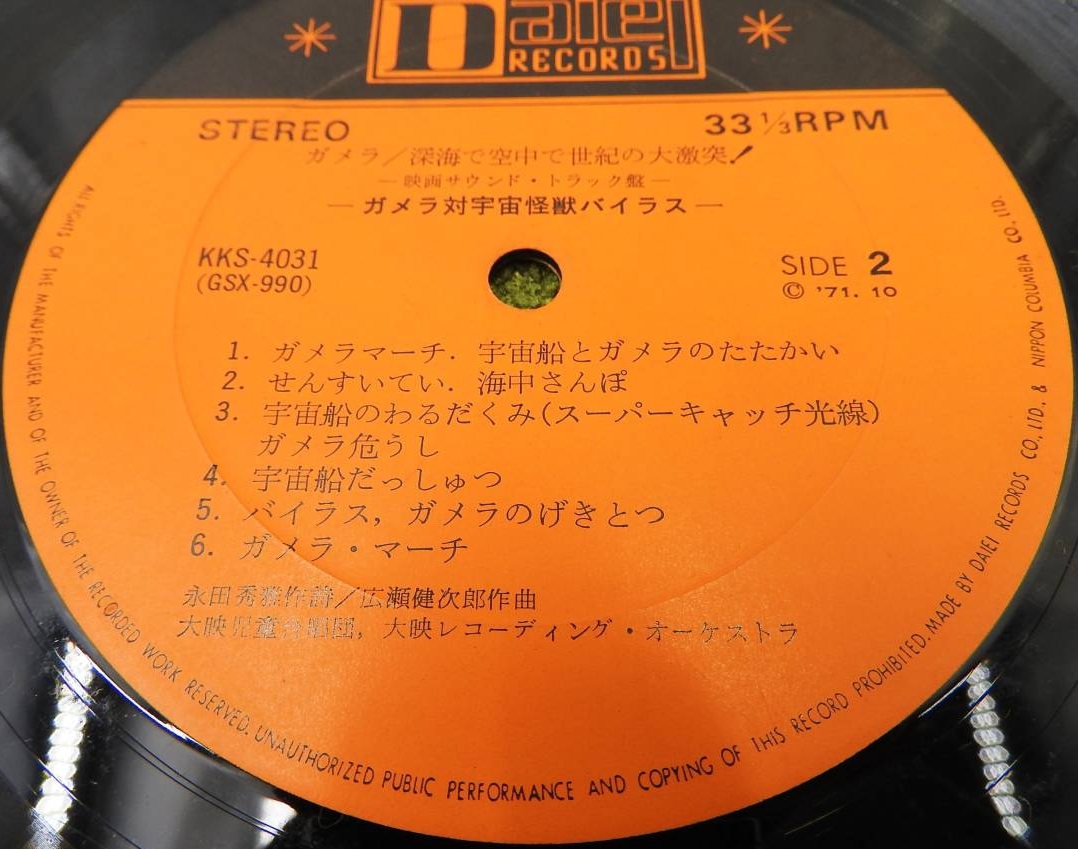 Daiei
RECORDS
STEREO
33 1/3 RPM
ガメラ/深海で空中で世紀の大激突!
—映画サウンド・トラック盤—
—ガメラ対宇宙怪獣バイラス—
KKS-4031
(GSX-990)
SIDE 2
© '71. 10
1. ガメラマーチ. 宇宙船とガメラのたたかい
2. せんすいてい. 海中さんぽ
3. 宇宙船のわるだくみ(スーパーキャッチ光線)
ガメラ危うし
4. 宇宙船だっしゅつ
5. バイラス, ガメラのげきとつ
6. ガメラ・マーチ
永田秀雅作詩/広瀬健次郎作曲
大映児童合唱団, 大映レコーディング・オーケストラ
ALL RIGHTS OF THE MANUFACTURER AND OF THE OWNER OF THE RECORDED WORK RESERVED. UNAUTHORIZED PUBLIC PERFORMANCE AND COPYING OF THIS RECORD PROHIBITED. MADE BY DAIEI RECORDS CO., LTD., & NIPPON COLUMBIA CO., LTD.